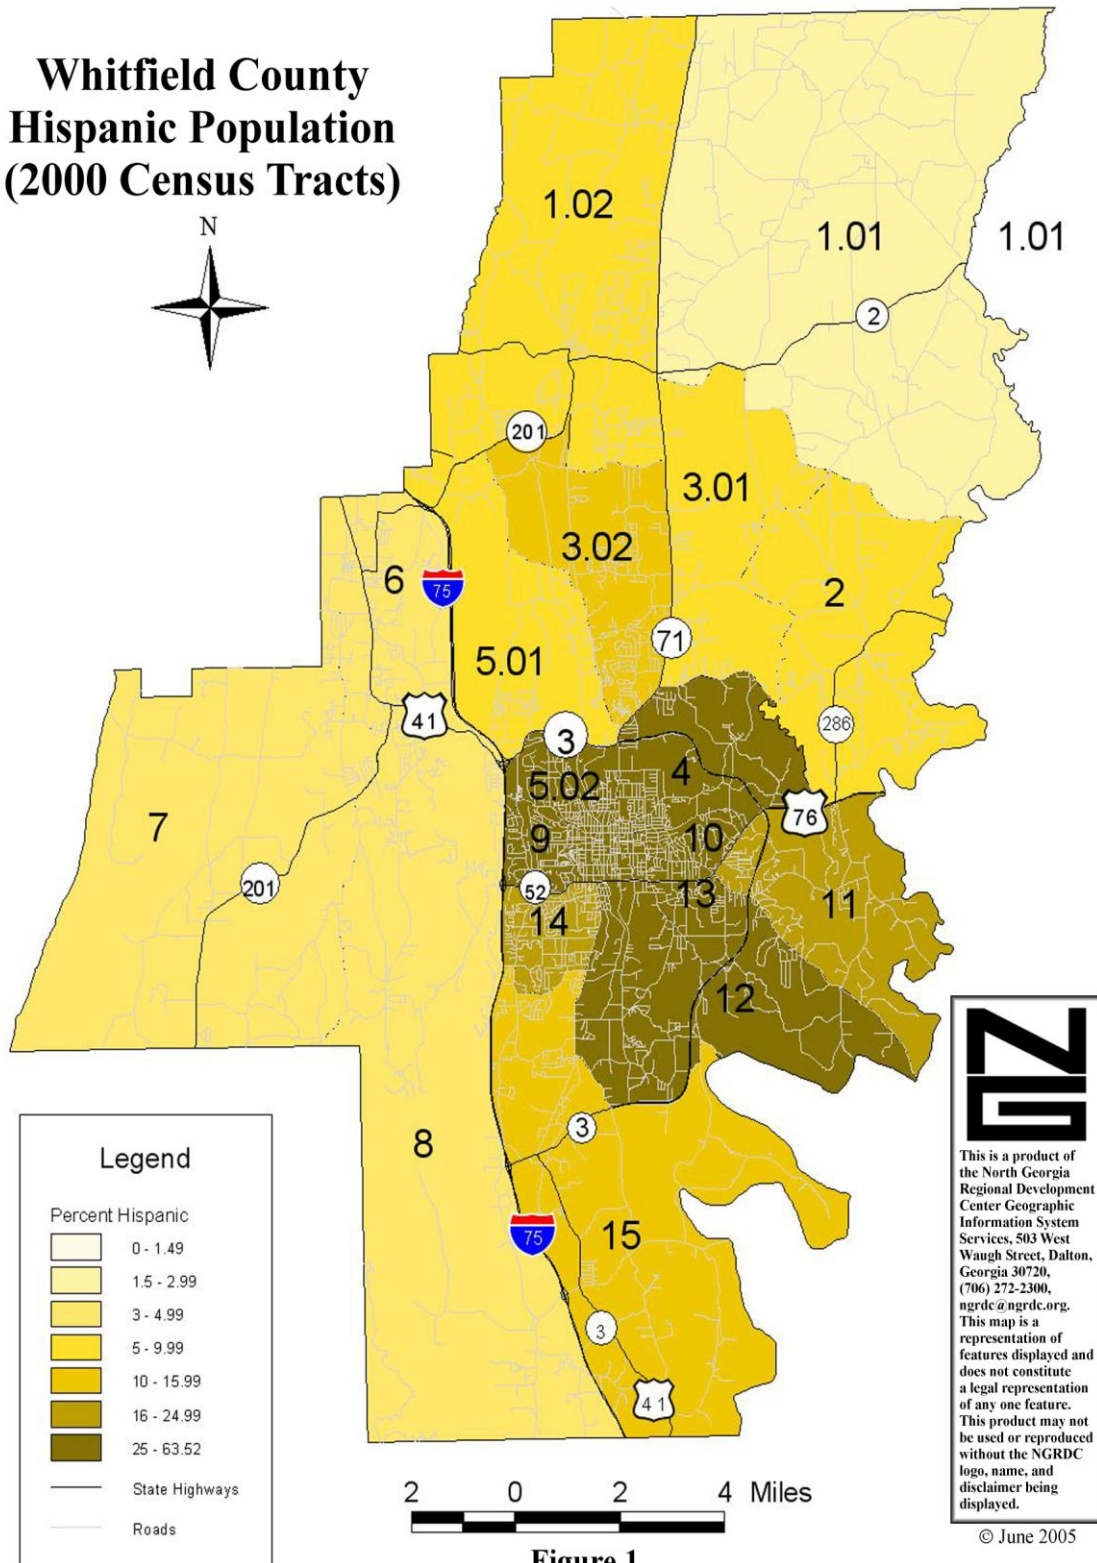 Whitfield County
Hispanic Population
(2000 Census Tracts)
N
1.02
1.01
1.01
2
201
3.01
3.02
6
75
2
5.01
71
41
286
3
5.02
4
76
7
9
10
201
52
13
11
14
12
8
3
75
15
3
41
Legend
Percent Hispanic
0 - 1.49
1.5 - 2.99
3 - 4.99
5 - 9.99
10 - 15.99
16 - 24.99
25 - 63.52
State Highways
Roads
2 0 2 4 Miles
Figure 1
NG
This is a product of
the North Georgia
Regional Development
Center Geographic
Information System
Services, 503 West
Waugh Street, Dalton,
Georgia 30720,
(706) 272-2300,
ngrdc@ngrdc.org.
This map is a
representation of
features displayed and
does not constitute
a legal representation
of any one feature.
This product may not
be used or reproduced
without the NGRDC
logo, name, and
disclaimer being
displayed.
© June 2005